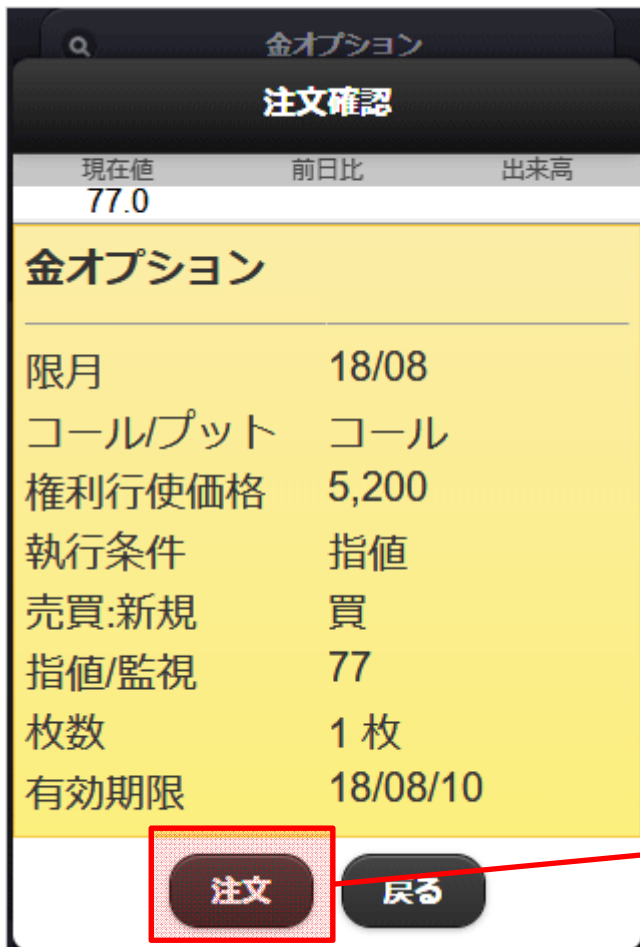 金オプション
注文確認
現在値 前日比 出来高
77.0
金オプション
限月 18/08
コール/プット コール
権利行使価格 5,200
執行条件 指値
売買:新規 買
指値/監視 77
枚数 1 枚
有効期限 18/08/10
注文 戻る